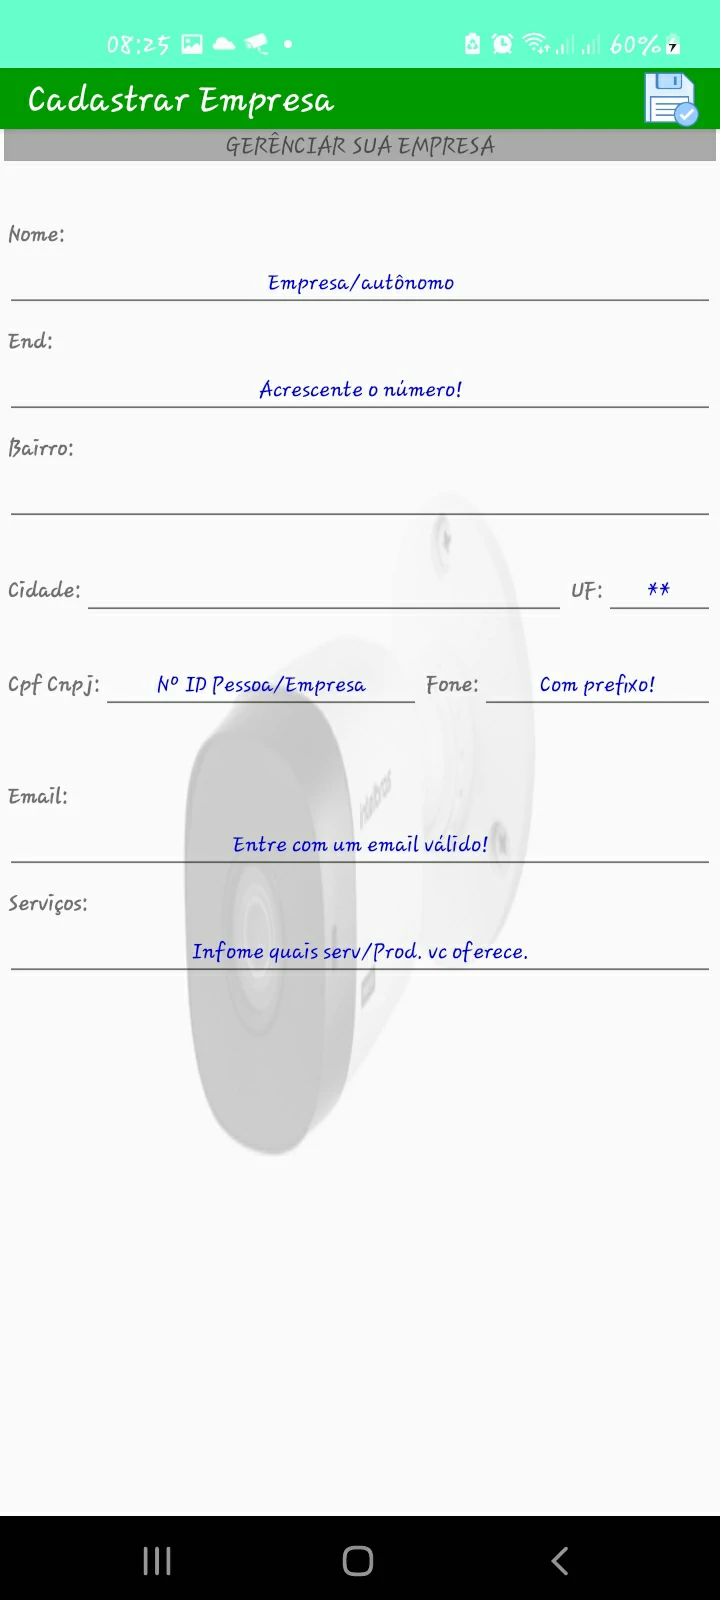 08:25 60%
Cadastrar Empresa
GERÊNCIAR SUA EMPRESA
Nome:
Empresa/autônomo
End:
Acrescente o número!
Bairro:
Cidade: UF: **
Cpf Cnpj: Nº ID Pessoa/Empresa Fone: Com prefixo!
intelbras
Email:
Entre com um email válido!
Serviços:
Infome quais serv/Prod. vc oferece.